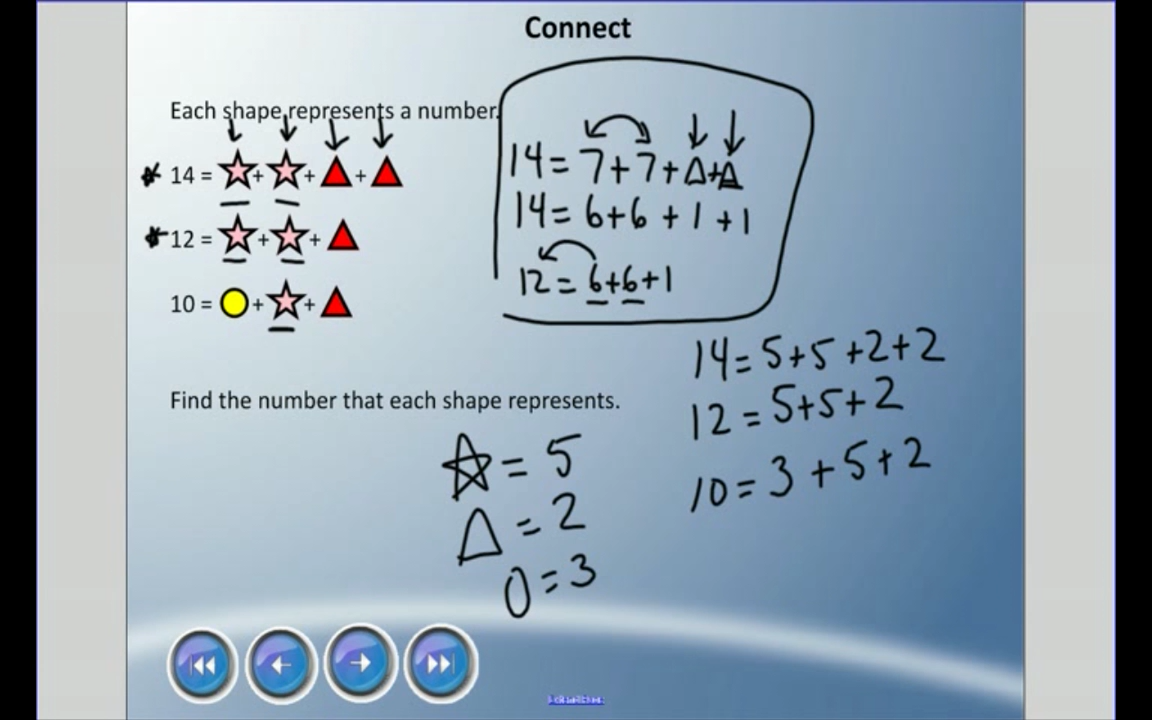 Connect
Each shape represents a number.
14 = ☆ + ☆ + △ + △
12 = ☆ + ☆ + △
10 = ○ + ☆ + △
14 = 7 + 7 + △ + △
14 = 6 + 6 + 1 + 1
12 = 6 + 6 + 1
14 = 5 + 5 + 2 + 2
12 = 5 + 5 + 2
10 = 3 + 5 + 2
Find the number that each shape represents.
☆ = 5
△ = 2
○ = 3